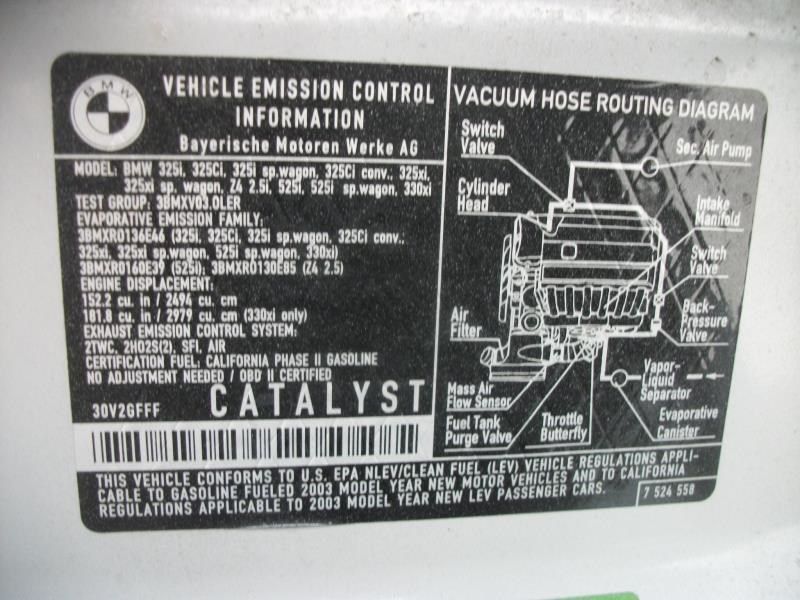 BMW
VEHICLE EMISSION CONTROL
INFORMATION
Bayerische Motoren Werke AG
MODEL: BMW 325i, 325Ci, 325i sp.wagon, 325Ci conv., 325xi,
325xi sp. wagon, Z4 2.5i, 525i, 525i sp.wagon, 330xi
TEST GROUP: 3BMXV03.0LER
EVAPORATIVE EMISSION FAMILY:
3BMXR0136E46 (325i, 325Ci, 325i sp.wagon, 325Ci conv.,
325xi, 325xi sp.wagon, 525i sp.wagon, 330xi)
3BMXR0160E39 (525i); 3BMXR0130E85 (Z4 2.5)
ENGINE DISPLACEMENT:
152.2 cu. in / 2494 cu. cm
181.8 cu. in / 2979 cu. cm (330xi only)
EXHAUST EMISSION CONTROL SYSTEM:
2TWC, 2HO2S(2), SFI, AIR
CERTIFICATION FUEL: CALIFORNIA PHASE II GASOLINE
NO ADJUSTMENT NEEDED / OBD II CERTIFIED
30V2GFFF
CATALYST
VACUUM HOSE ROUTING DIAGRAM
Switch
Valve
Sec. Air Pump
Cylinder
Head
Intake
Manifold
Switch
Valve
Air
Filter
Back-
Pressure
Valve
Mass Air
Flow Sensor
Vapor-
Liquid
Separator
Fuel Tank
Purge Valve
Throttle
Butterfly
Evaporative
Canister
THIS VEHICLE CONFORMS TO U.S. EPA NLEV/CLEAN FUEL (LEV) VEHICLE REGULATIONS APPLI-
CABLE TO GASOLINE FUELED 2003 MODEL YEAR NEW MOTOR VEHICLES AND TO CALIFORNIA
REGULATIONS APPLICABLE TO 2003 MODEL YEAR NEW LEV PASSENGER CARS.
7 524 558